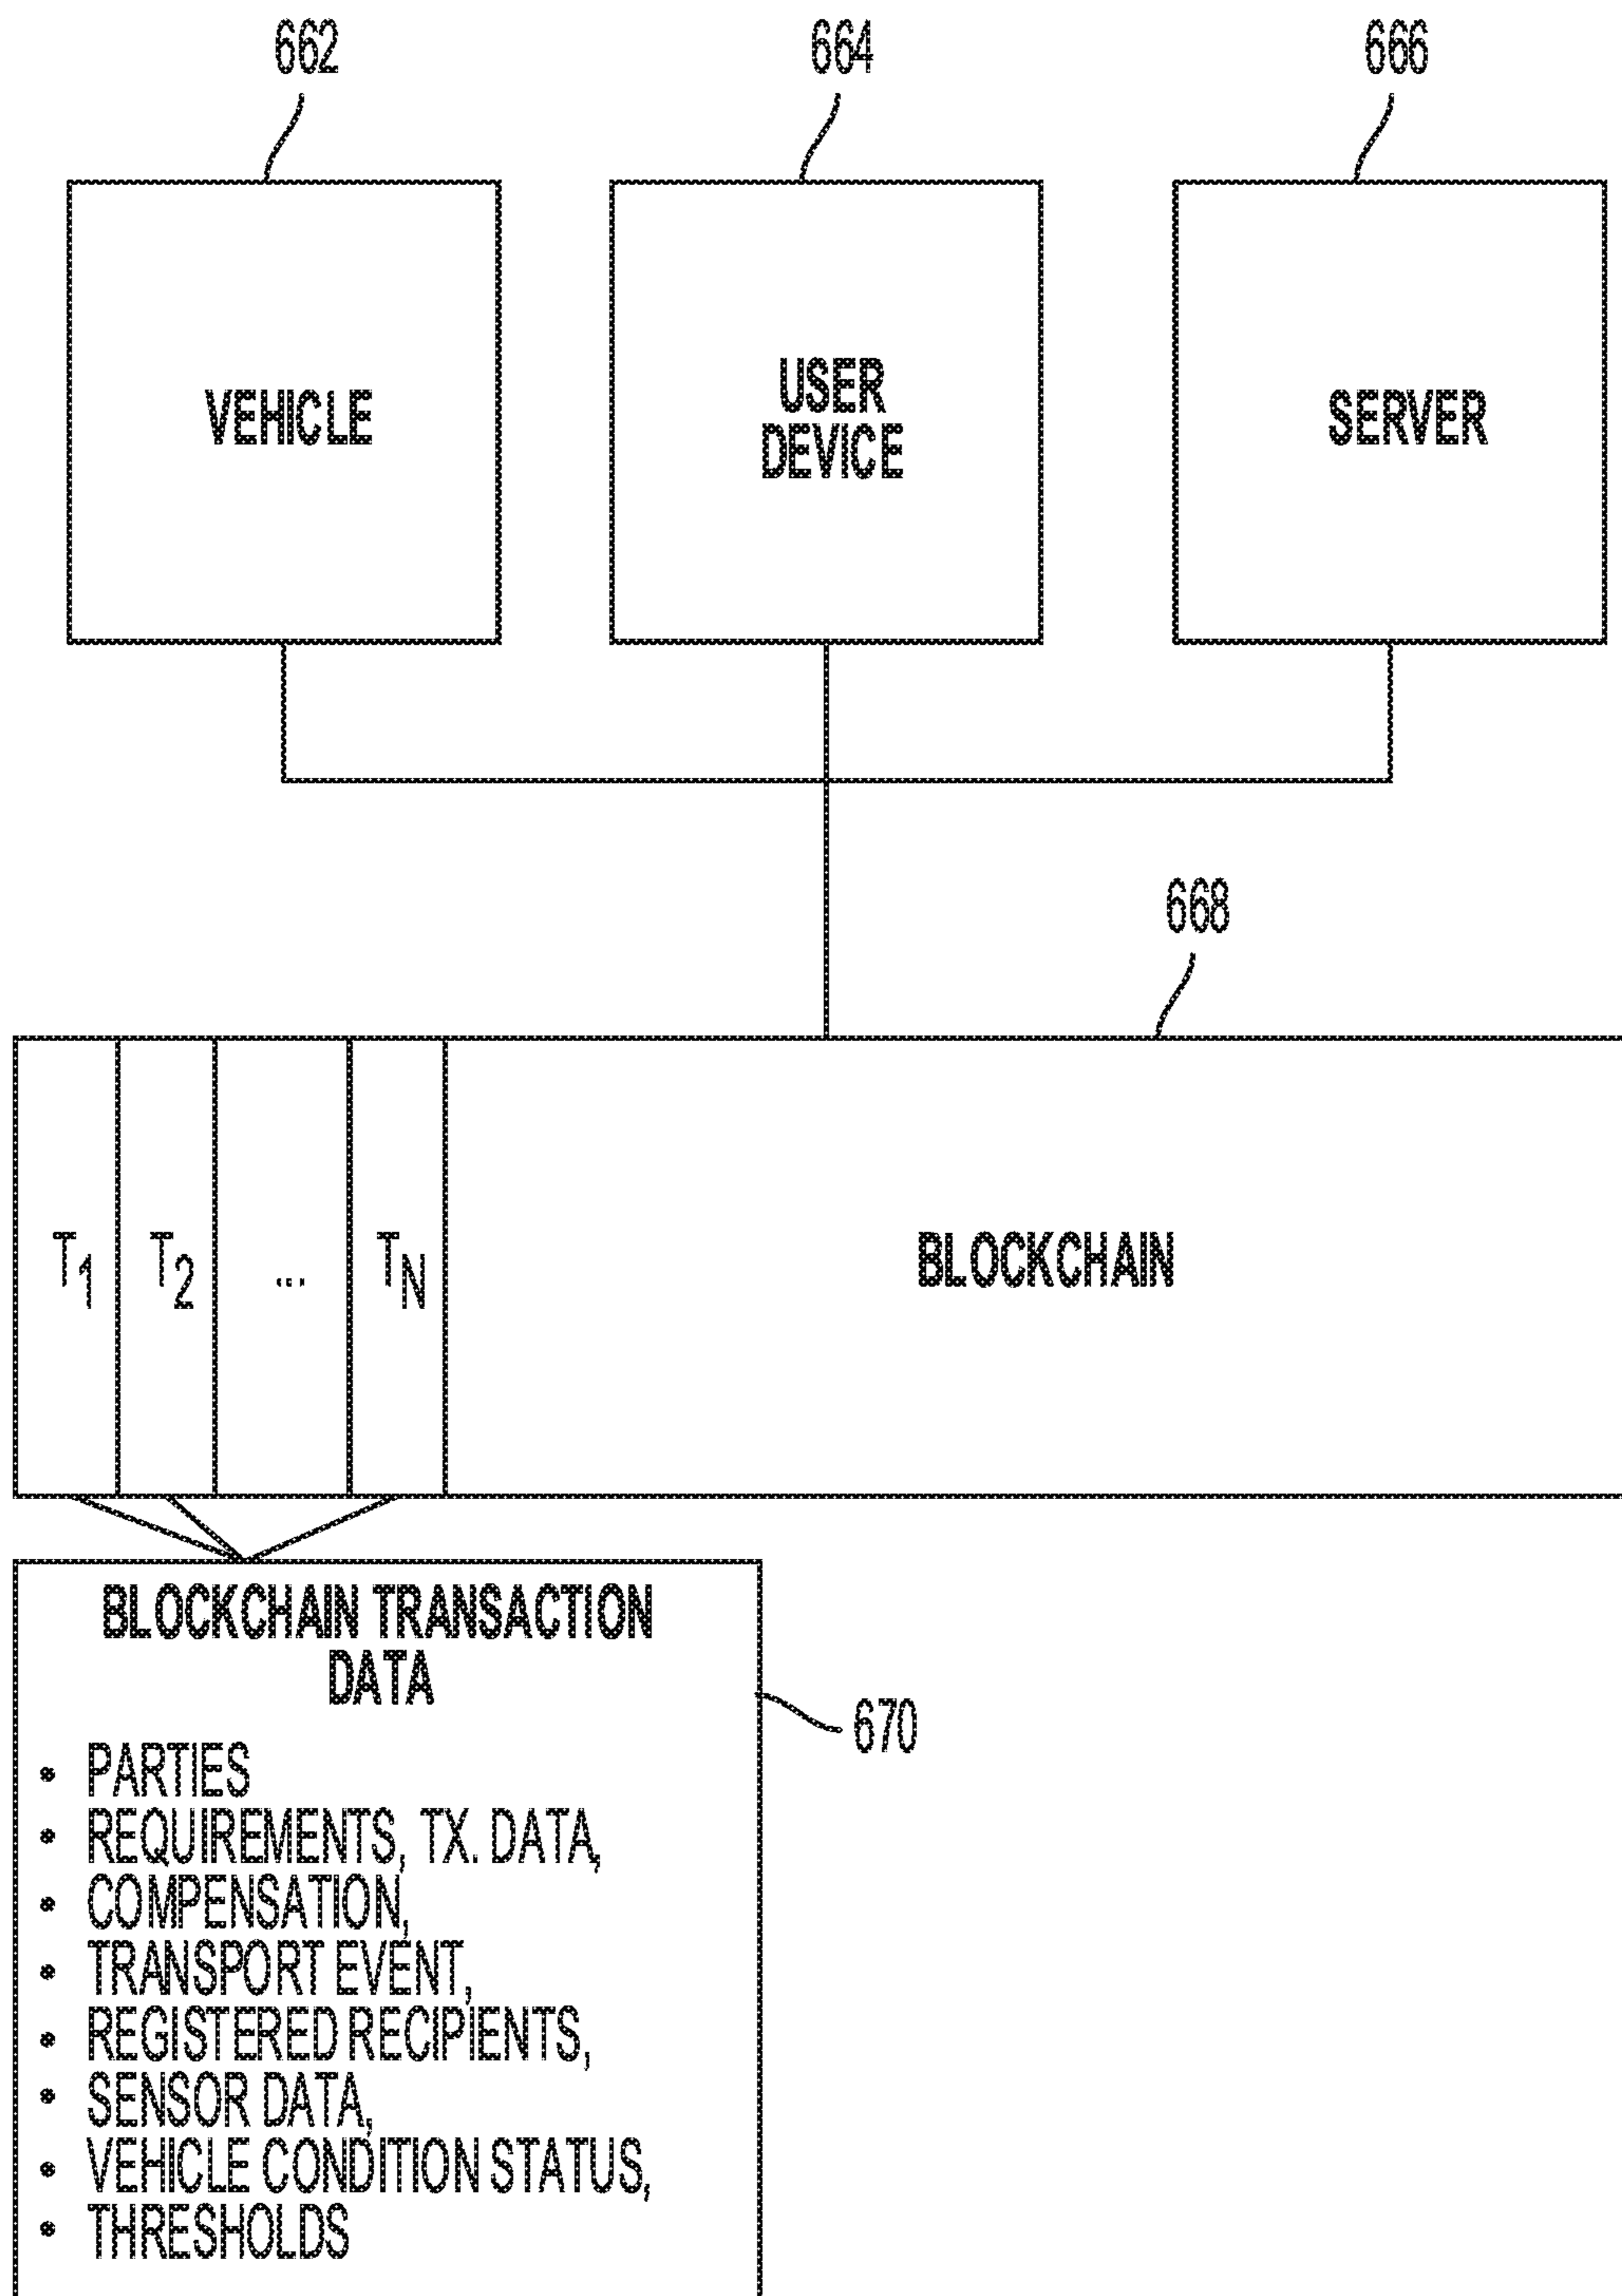 662
664
666
VEHICLE
USER
DEVICE
SERVER
668
T1
T2
...
TN
BLOCKCHAIN
BLOCKCHAIN TRANSACTION
DATA
670
• PARTIES
• REQUIREMENTS, TX. DATA,
• COMPENSATION,
• TRANSPORT EVENT,
• REGISTERED RECIPIENTS,
• SENSOR DATA,
• VEHICLE CONDITION STATUS,
• THRESHOLDS